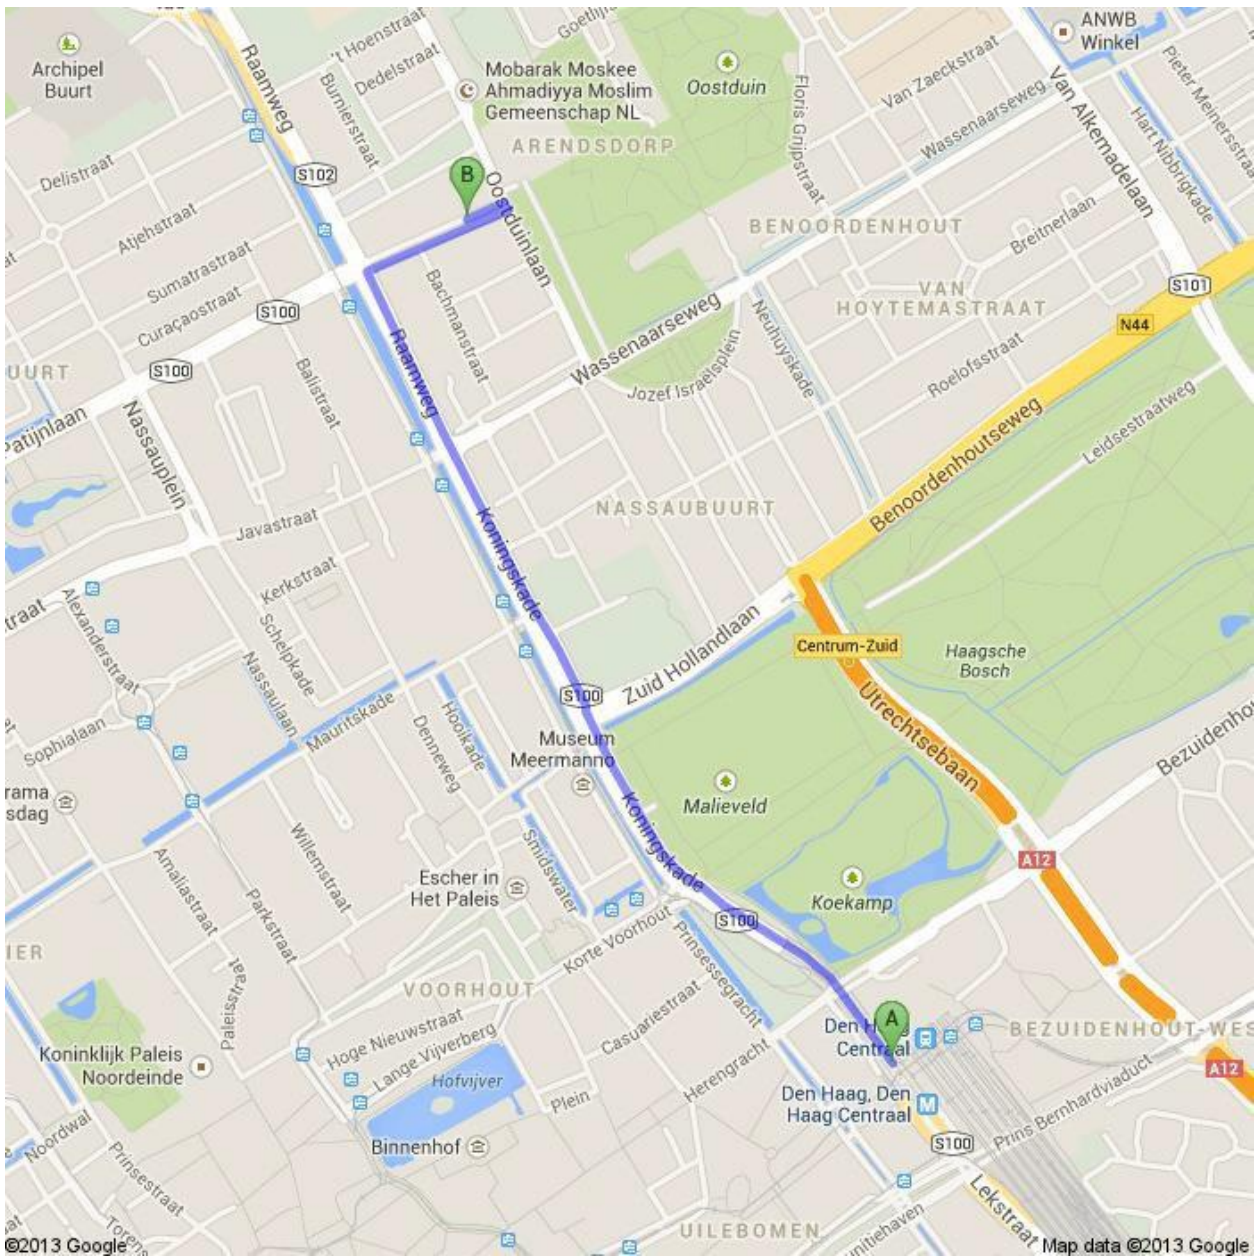 ANWB
Winkel
Archipel
Buurt
Raamweg
't Hoenstraat
Dedelstraat
Burnierstraat
Mobarak Moskee
Ahmadiyya Moslim
Gemeenschap NL
Oostduin
Floris Grijpstraat
Van Zaeckstraat
Wassenaarseweg
Van Alkemadelaan
Pieter Meinersstraat
Hart Nibbrigkade
ARENDSDORP
S102
Delistraat
B
Oostduinlaan
Atjehstraat
BENOORDENHOUT
Breitnerlaan
Sumatrastraat
Bachmanstraat
S101
VAN
HOYTEMASTRAAT
Curaçaostraat
S100
Neuhuyskade
N44
Wassenaarseweg
Raamweg
S100
Balistraat
Jozef Israëlsplein
Roelofsstraat
Leidsestraatweg
Nassauplein
Patijnlaan
Benoordenhoutseweg
Javastraat
Koningskade
NASSAUBUURT
Kerkstraat
Alexanderstraat
Schelpkade
Nassaulaan
Zuid Hollandlaan
Centrum-Zuid
Haagsche
Bosch
S100
Utrechtsebaan
Sophialaan
Mauritskade
Denneweg
Hooikade
Museum
Meermanno
Malieveld
Koningskade
Willemstraat
Smidswater
A12
Amaliastraat
Parkstraat
Escher in
Het Paleis
Koekamp
S100
Korte Voorhout
Prinsessegracht
Paleisstraat
VOORHOUT
Casuariestraat
A
Den Haag
Centraal
BEZUIDENHOUT-WES
Hoge Nieuwstraat
Lange Vijverberg
Koninklijk Paleis
Noordeinde
Hofvijver
Herengracht
A12
Plein
Den Haag, Den
Haag Centraal
M
Prins Bernhardviaduct
Noordwal
Binnenhof
S100
Prinsestraat
Lekstraat
UILEBOMEN
©2013 Google
Map data ©2013 Google